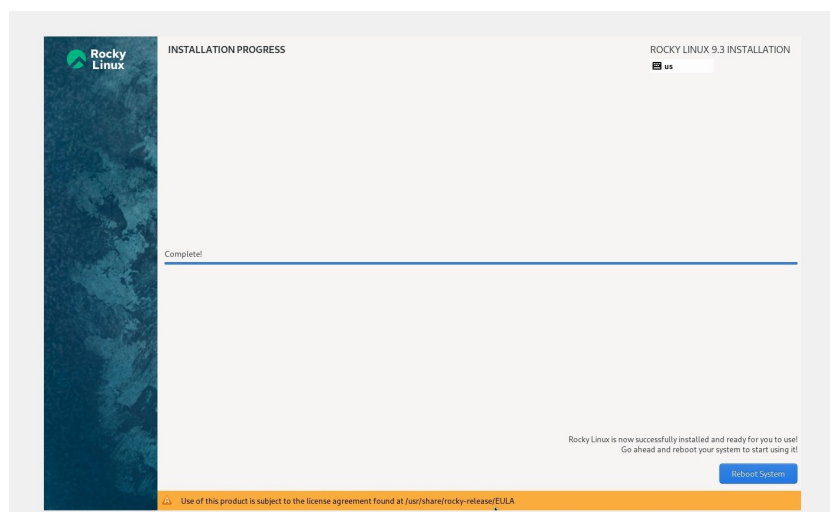 Rocky
Linux
INSTALLATION PROGRESS
ROCKY LINUX 9.3 INSTALLATION
us
Complete!
Rocky Linux is now successfully installed and ready for you to use!
Go ahead and reboot your system to start using it!
Reboot System
Use of this product is subject to the license agreement found at /usr/share/rocky-release/EULA